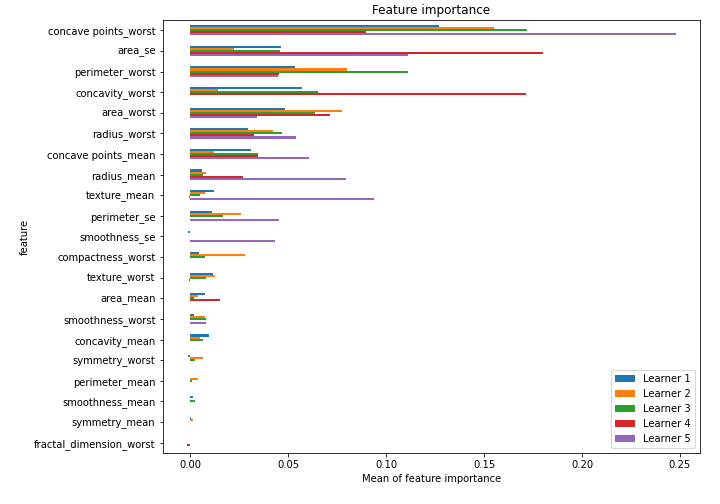 Feature importance
concave points_worst
area_se
perimeter_worst
concavity_worst
area_worst
radius_worst
concave points_mean
radius_mean
texture_mean
perimeter_se
smoothness_se
compactness_worst
texture_worst
area_mean
smoothness_worst
concavity_mean
symmetry_worst
perimeter_mean
smoothness_mean
symmetry_mean
fractal_dimension_worst
feature
Learner 1
Learner 2
Learner 3
Learner 4
Learner 5
0.00 0.05 0.10 0.15 0.20 0.25
Mean of feature importance